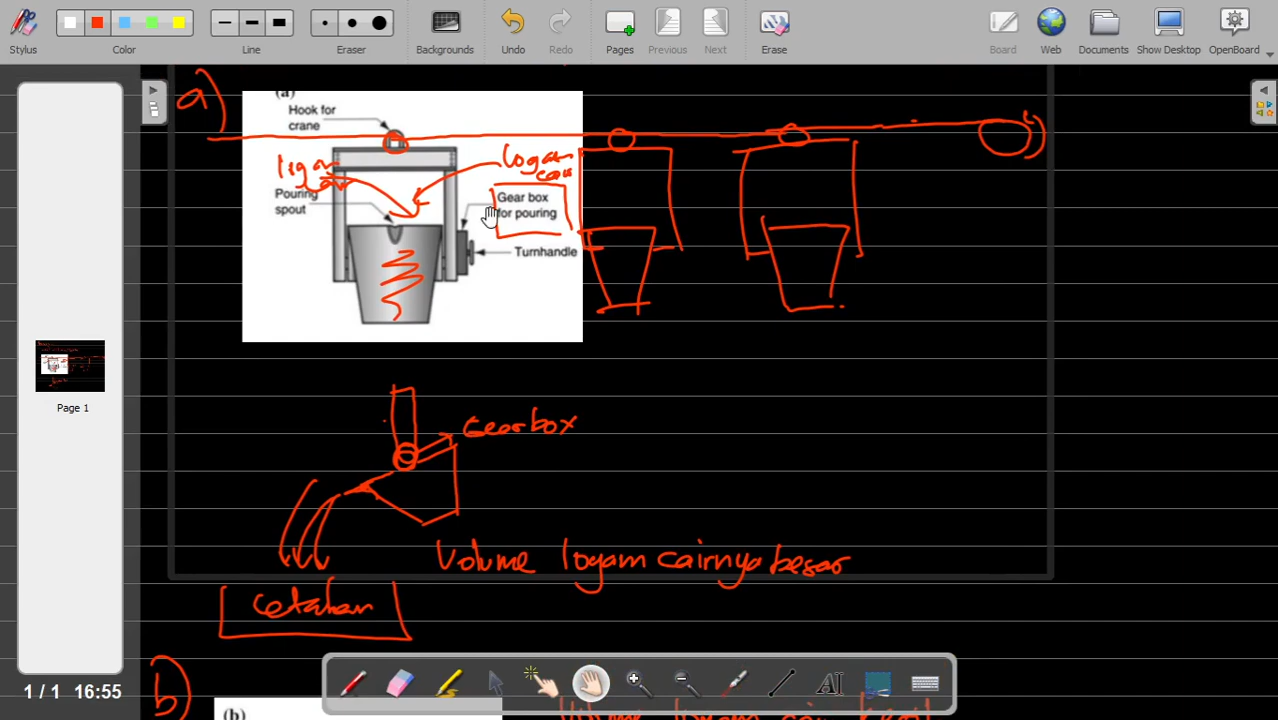 Stylus
Color
Line
Eraser
Backgrounds
Undo
Redo
Pages
Previous
Next
Erase
Board
Web
Documents
Show Desktop
OpenBoard
a)
(a)
Hook for
crane
logam
cair
Pouring
spout
Gear box
for pouring
Turnhandle
Gearbox
Volume logam cairnya besar
Cetakan
Page 1
1 / 1 16:55
b)
(b)